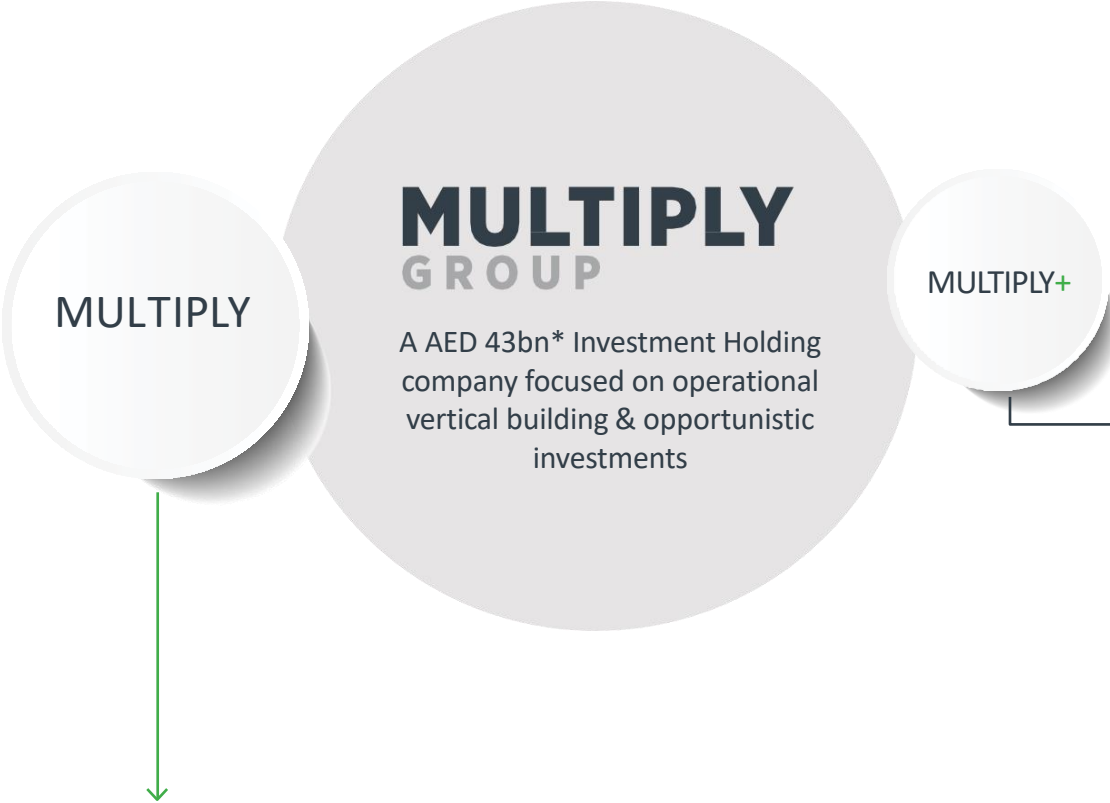 MULTIPLY
GROUP
MULTIPLY
MULTIPLY+
A AED 43bn* Investment Holding
company focused on operational
vertical building & opportunistic
investments